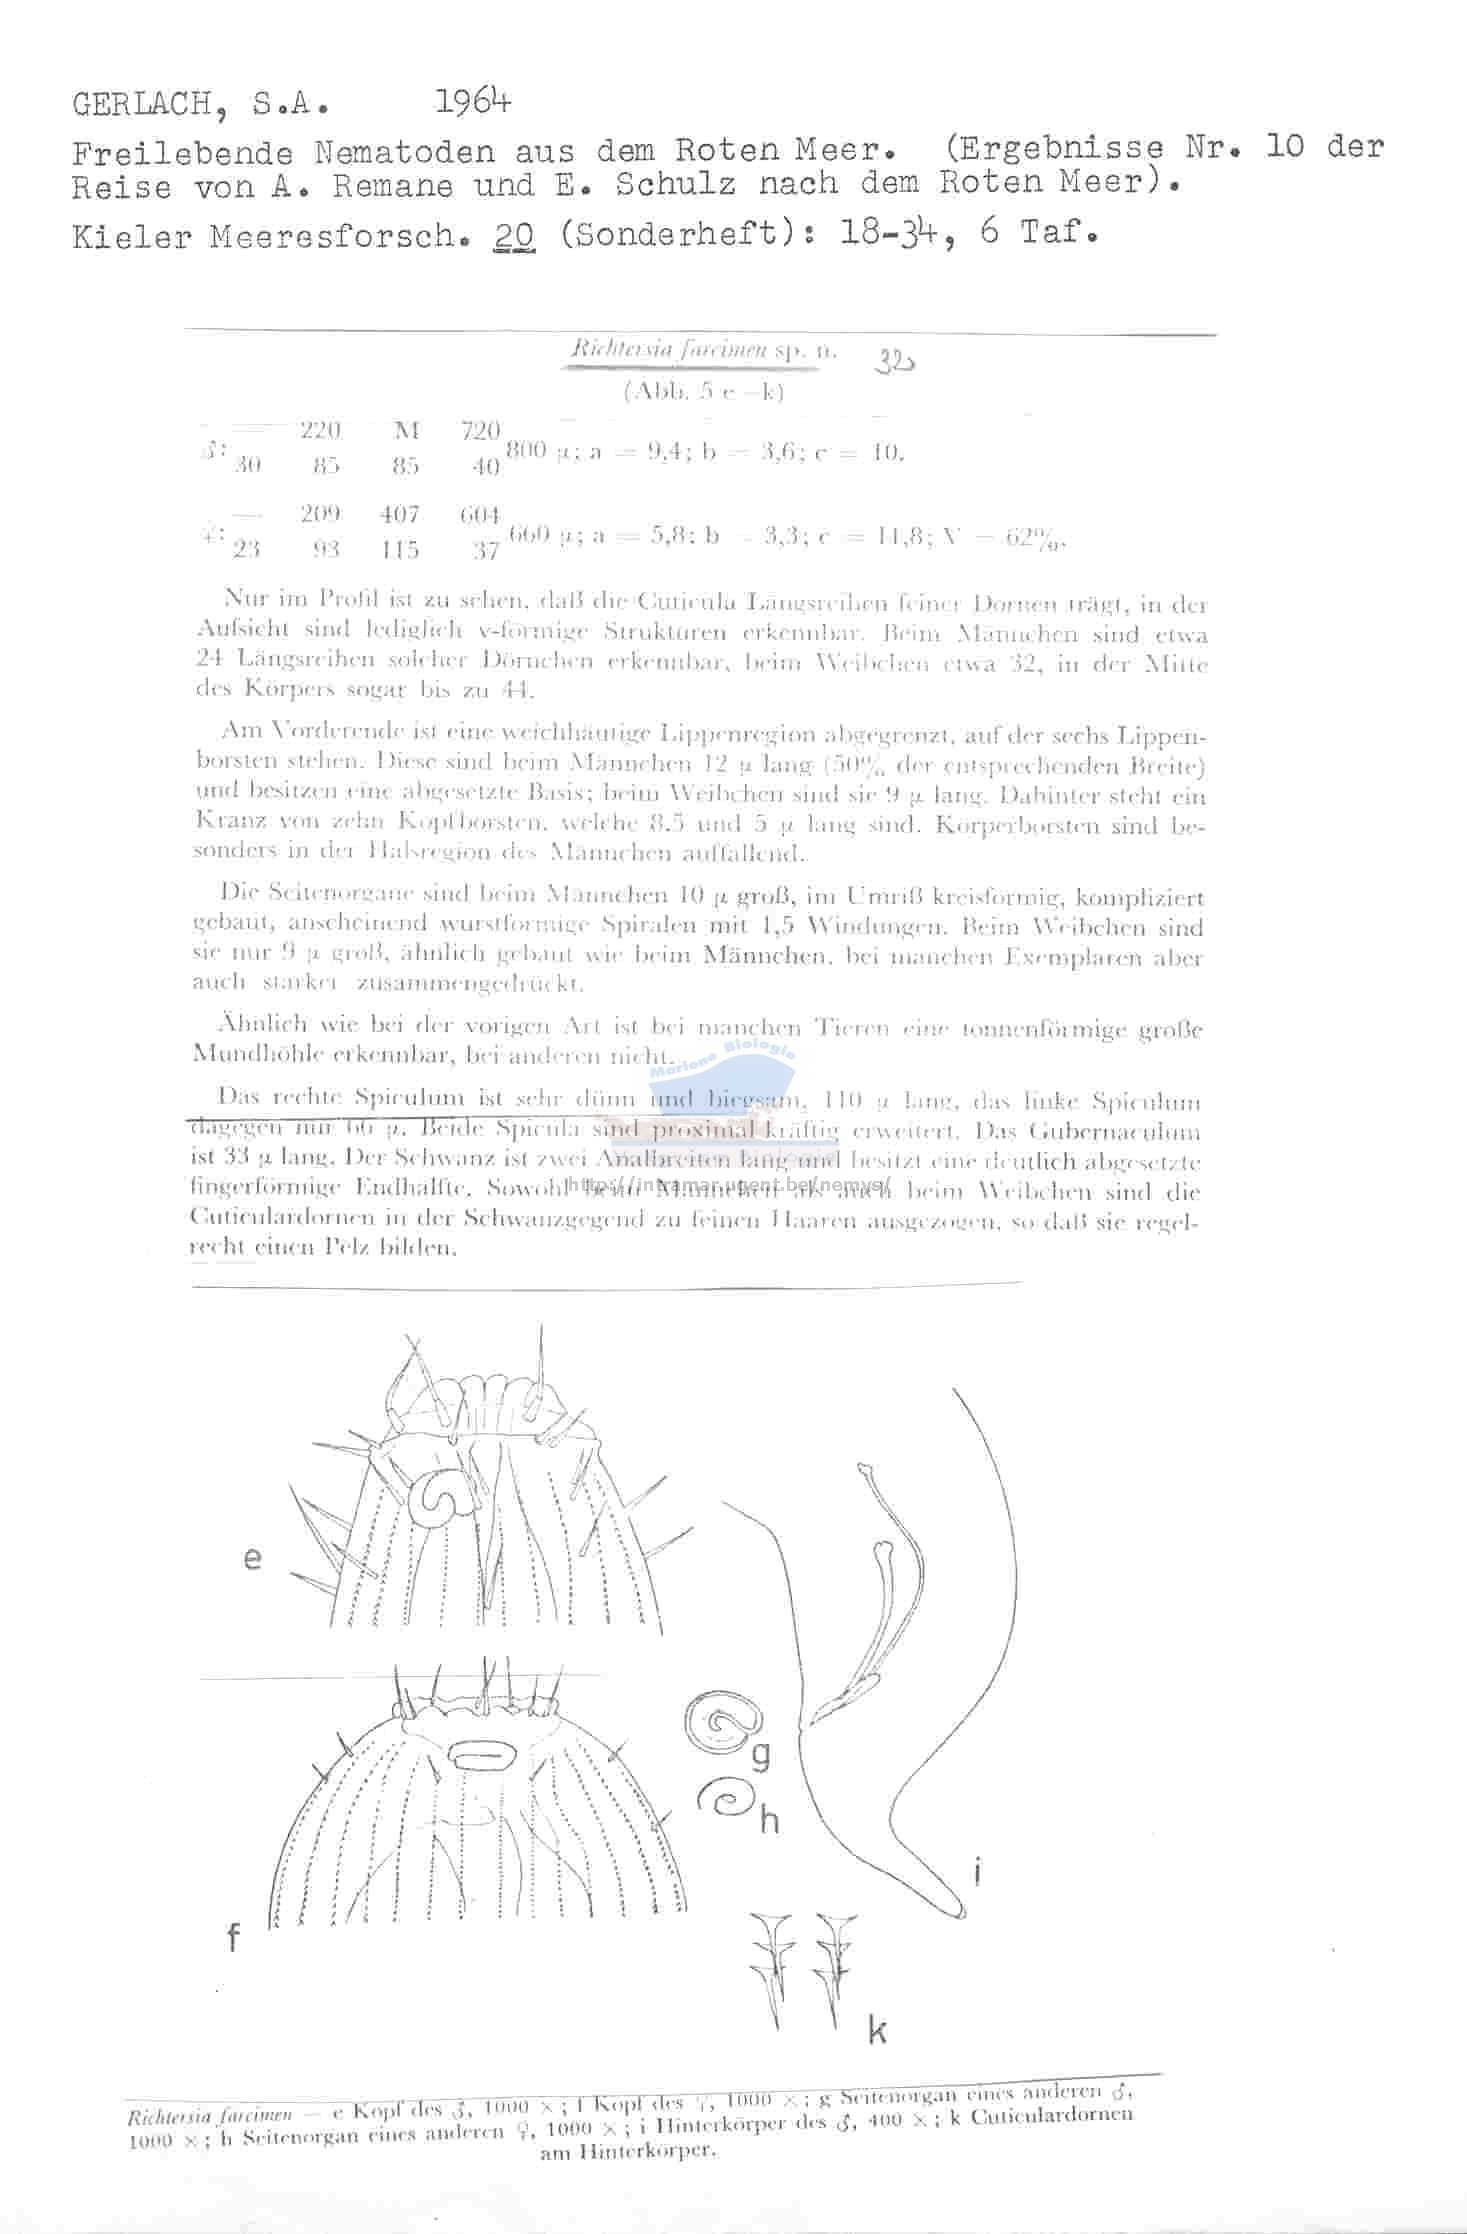 GERLACH, S.A. 1964
Freilebende Nematoden aus dem Roten Meer. (Ergebnisse Nr. 10 der
Reise von A. Remane und E. Schulz nach dem Roten Meer).
Kieler Meeresforsch. 20 (Sonderheft): 18-34, 6 Taf.
Richtersia farcimen sp. n.
(Abb. 5 e—k)
— 220 M 720
♂: 800 µ; a = 9,4; b = 3,6; c = 10.
30 85 85 40
— 209 407 604
♀: 660 µ; a = 5,8; b = 3,3; c = 11,8; V = 62%.
23 93 115 37
Nur im Profil ist zu sehen, daß die Cuticula Längsreihen feiner Dornen trägt, in der
Aufsicht sind lediglich v-förmige Strukturen erkennbar. Beim Männchen sind etwa
24 Längsreihen solcher Dörnchen erkennbar, beim Weibchen etwa 32, in der Mitte
des Körpers sogar bis zu 44.
Am Vorderende ist eine weichhäutige Lippenregion abgegrenzt, auf der sechs Lippen-
borsten stehen. Diese sind beim Männchen 12 µ lang (50% der entsprechenden Breite)
und besitzen eine abgesetzte Basis; beim Weibchen sind sie 9 µ lang. Dahinter steht ein
Kranz von zehn Kopfborsten, welche 8.5 und 5 µ lang sind. Körperborsten sind be-
sonders in der Halsregion des Männchen auffallend.
Die Seitenorgane sind beim Männchen 10 µ groß, im Umriß kreisförmig, kompliziert
gebaut, anscheinend wurstförmige Spiralen mit 1,5 Windungen. Beim Weibchen sind
sie nur 9 µ groß, ähnlich gebaut wie beim Männchen, bei manchen Exemplaren aber
auch stärker zusammengedrückt.
Ähnlich wie bei der vorigen Art ist bei manchen Tieren eine tonnenförmige große
Mundhöhle erkennbar, bei anderen nicht.
Marine Biologie
Das rechte Spiculum ist sehr dünn und biegsam, 110 µ lang, das linke Spiculum
dagegen nur 66 µ. Beide Spicula sind proximal kräftig erweitert. Das Gubernaculum
ist 33 µ lang. Der Schwanz ist zwei Analbreiten lang und besitzt eine deutlich abgesetzte
http://intramar.ugent.be/nemys/
fingerförmige Endhälfte. Sowohl beim Männchen als auch beim Weibchen sind die
Cuticulardornen in der Schwanzgegend zu feinen Haaren ausgezogen, so daß sie regel-
recht einen Pelz bilden.
e
g
h
f
i
k
Richtersia farcimen — e Kopf des ♂, 1000 ×; f Kopf des ♀, 1000 ×; g Seitenorgan eines anderen ♂,
1000 ×; h Seitenorgan eines anderen ♀, 1000 ×; i Hinterkörper des ♂, 400 ×; k Cuticulardornen
am Hinterkörper.